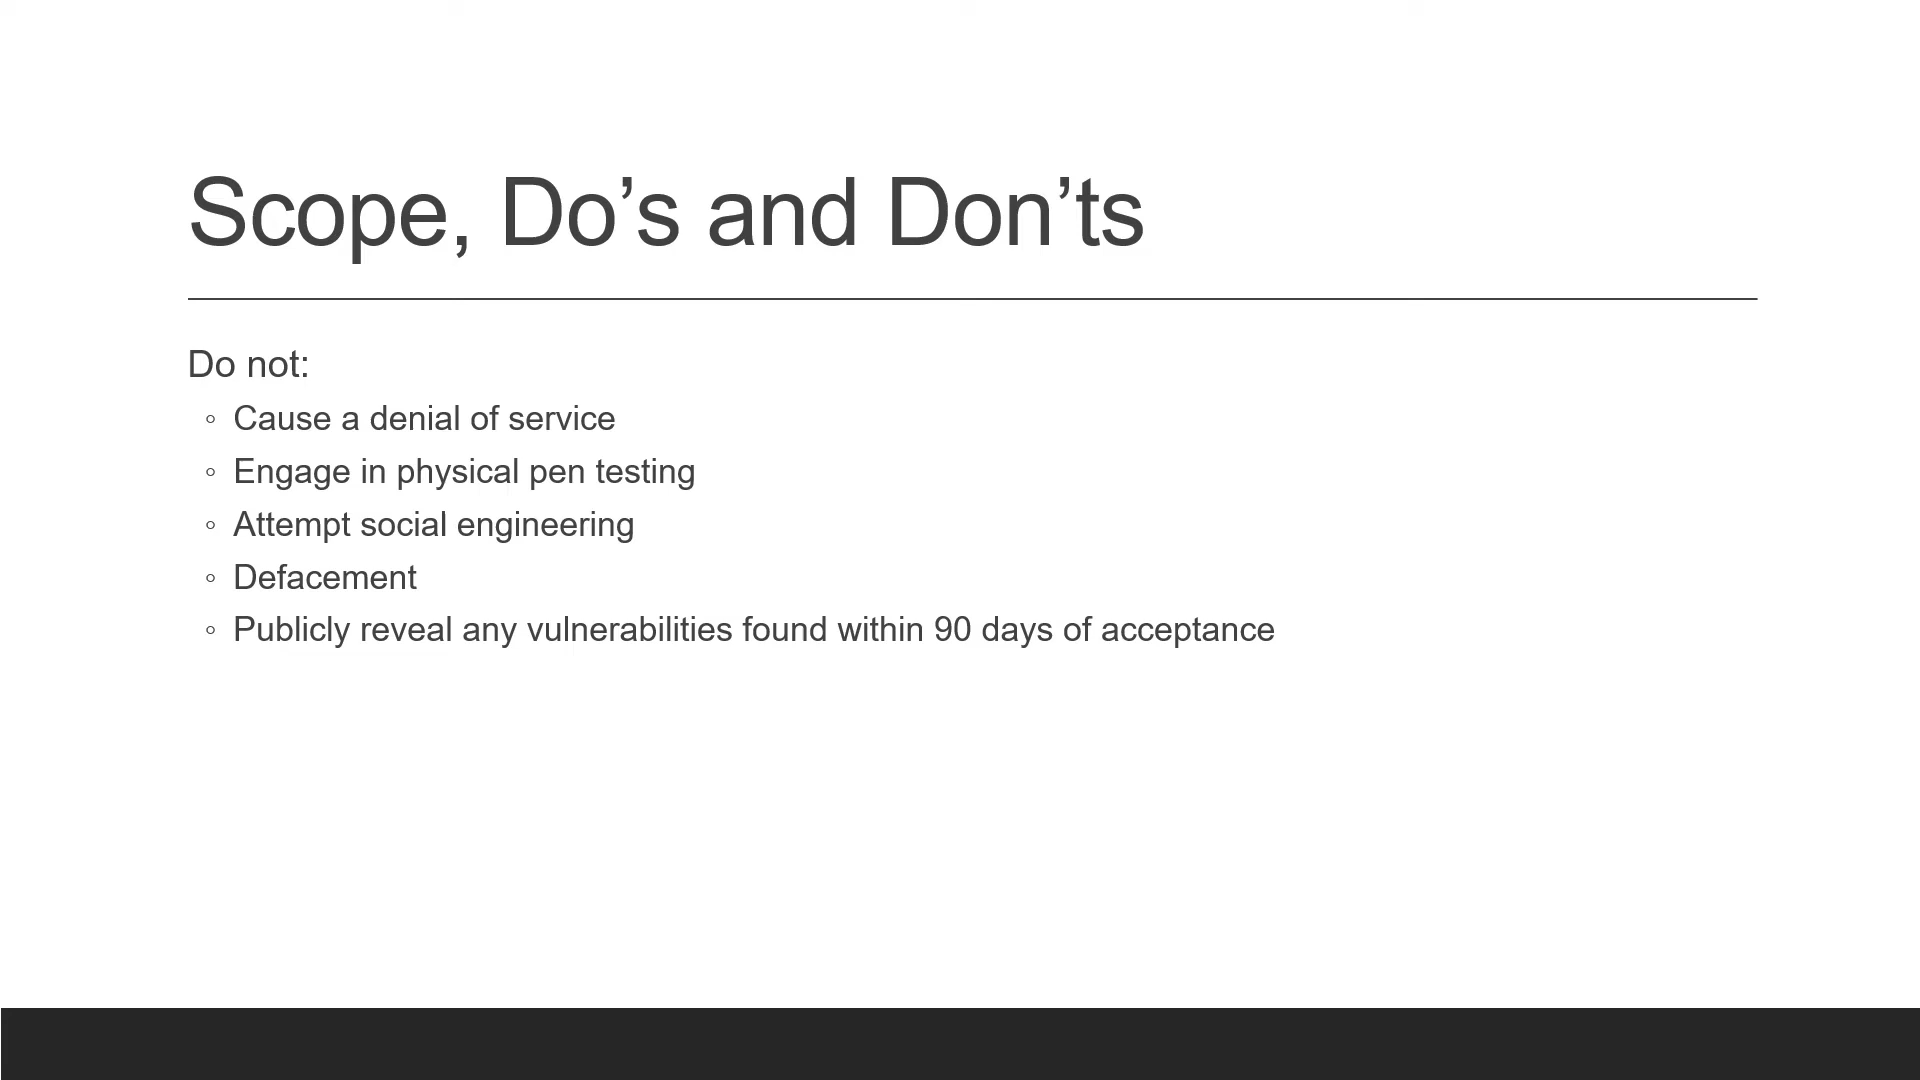 Scope, Do’s and Don’ts
Do not:
◦ Cause a denial of service
◦ Engage in physical pen testing
◦ Attempt social engineering
◦ Defacement
◦ Publicly reveal any vulnerabilities found within 90 days of acceptance